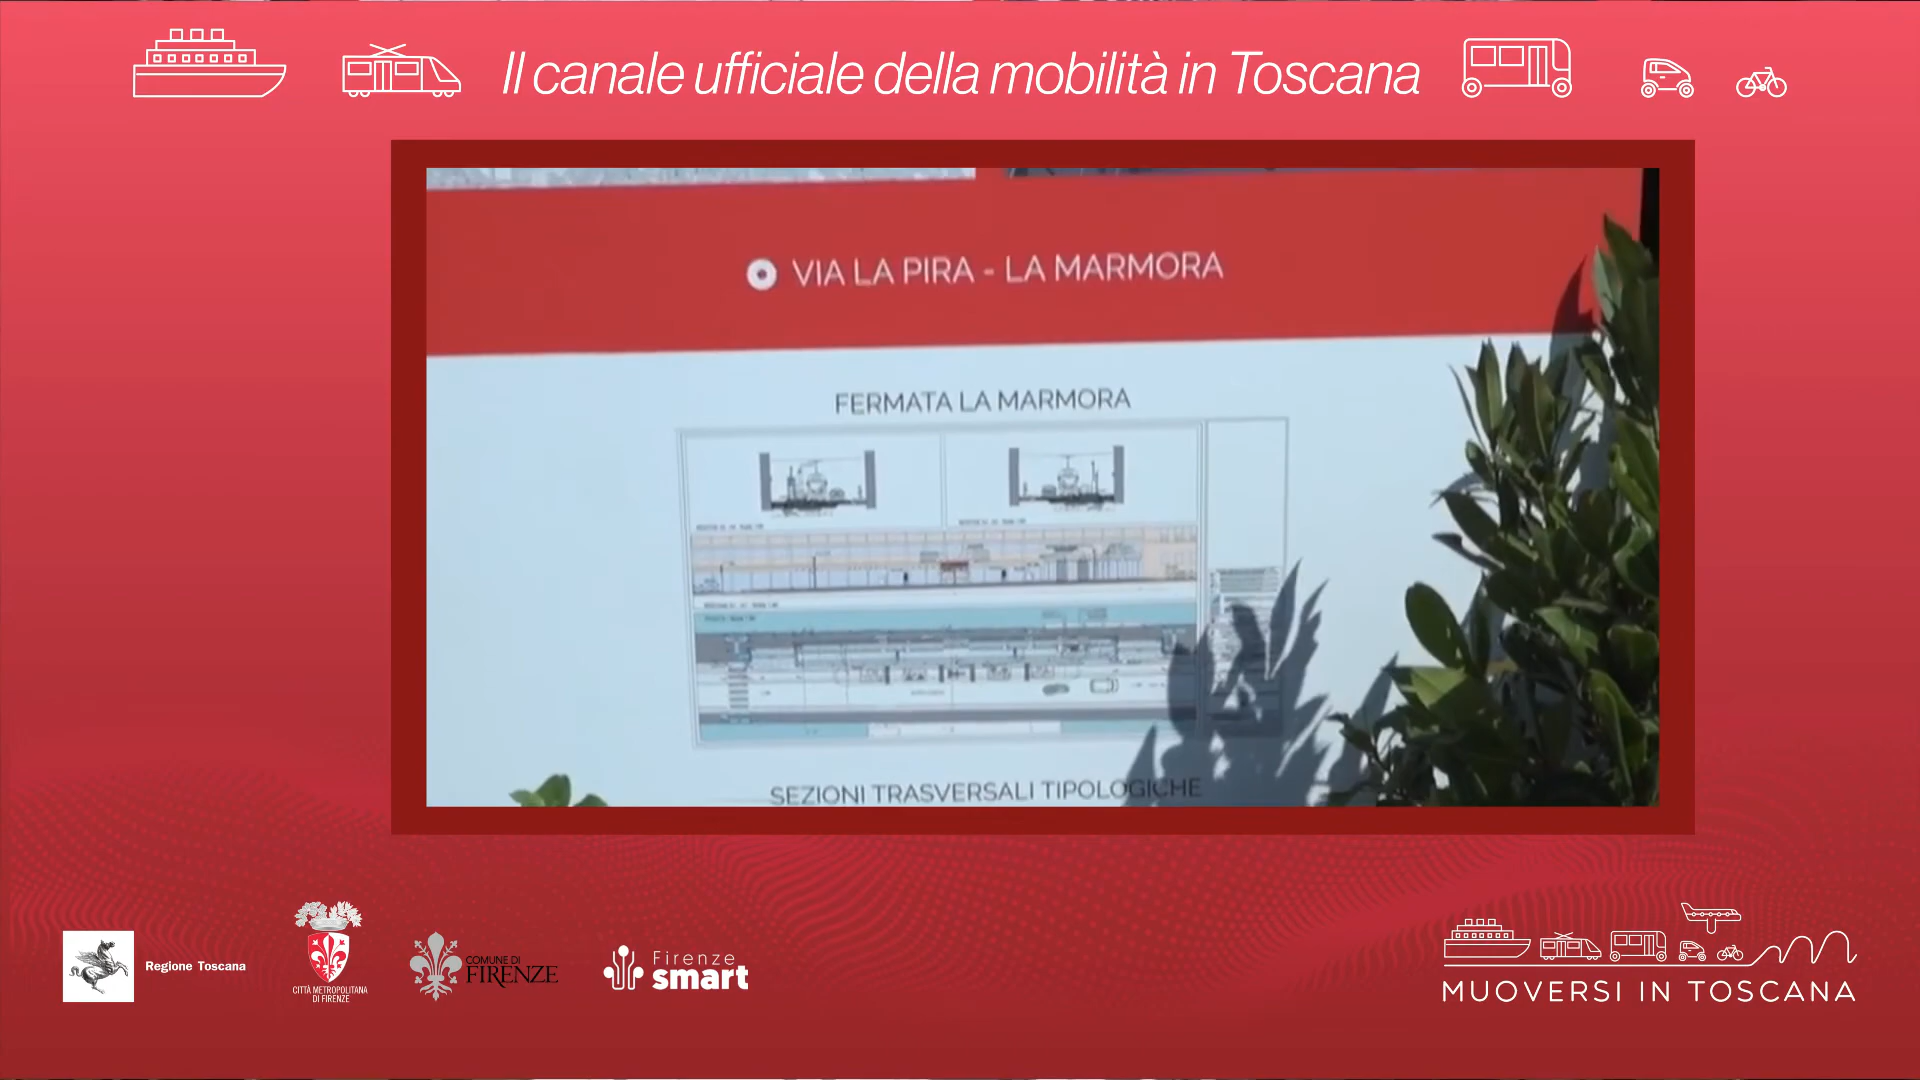 Il canale ufficiale della mobilità in Toscana
VIA LA PIRA - LA MARMORA
FERMATA LA MARMORA
SEZIONI TRASVERSALI TIPOLOGICHE
Regione Toscana
CITTÀ METROPOLITANA
DI FIRENZE
COMUNE DI
FIRENZE
Firenze
smart
MUOVERSI IN TOSCANA